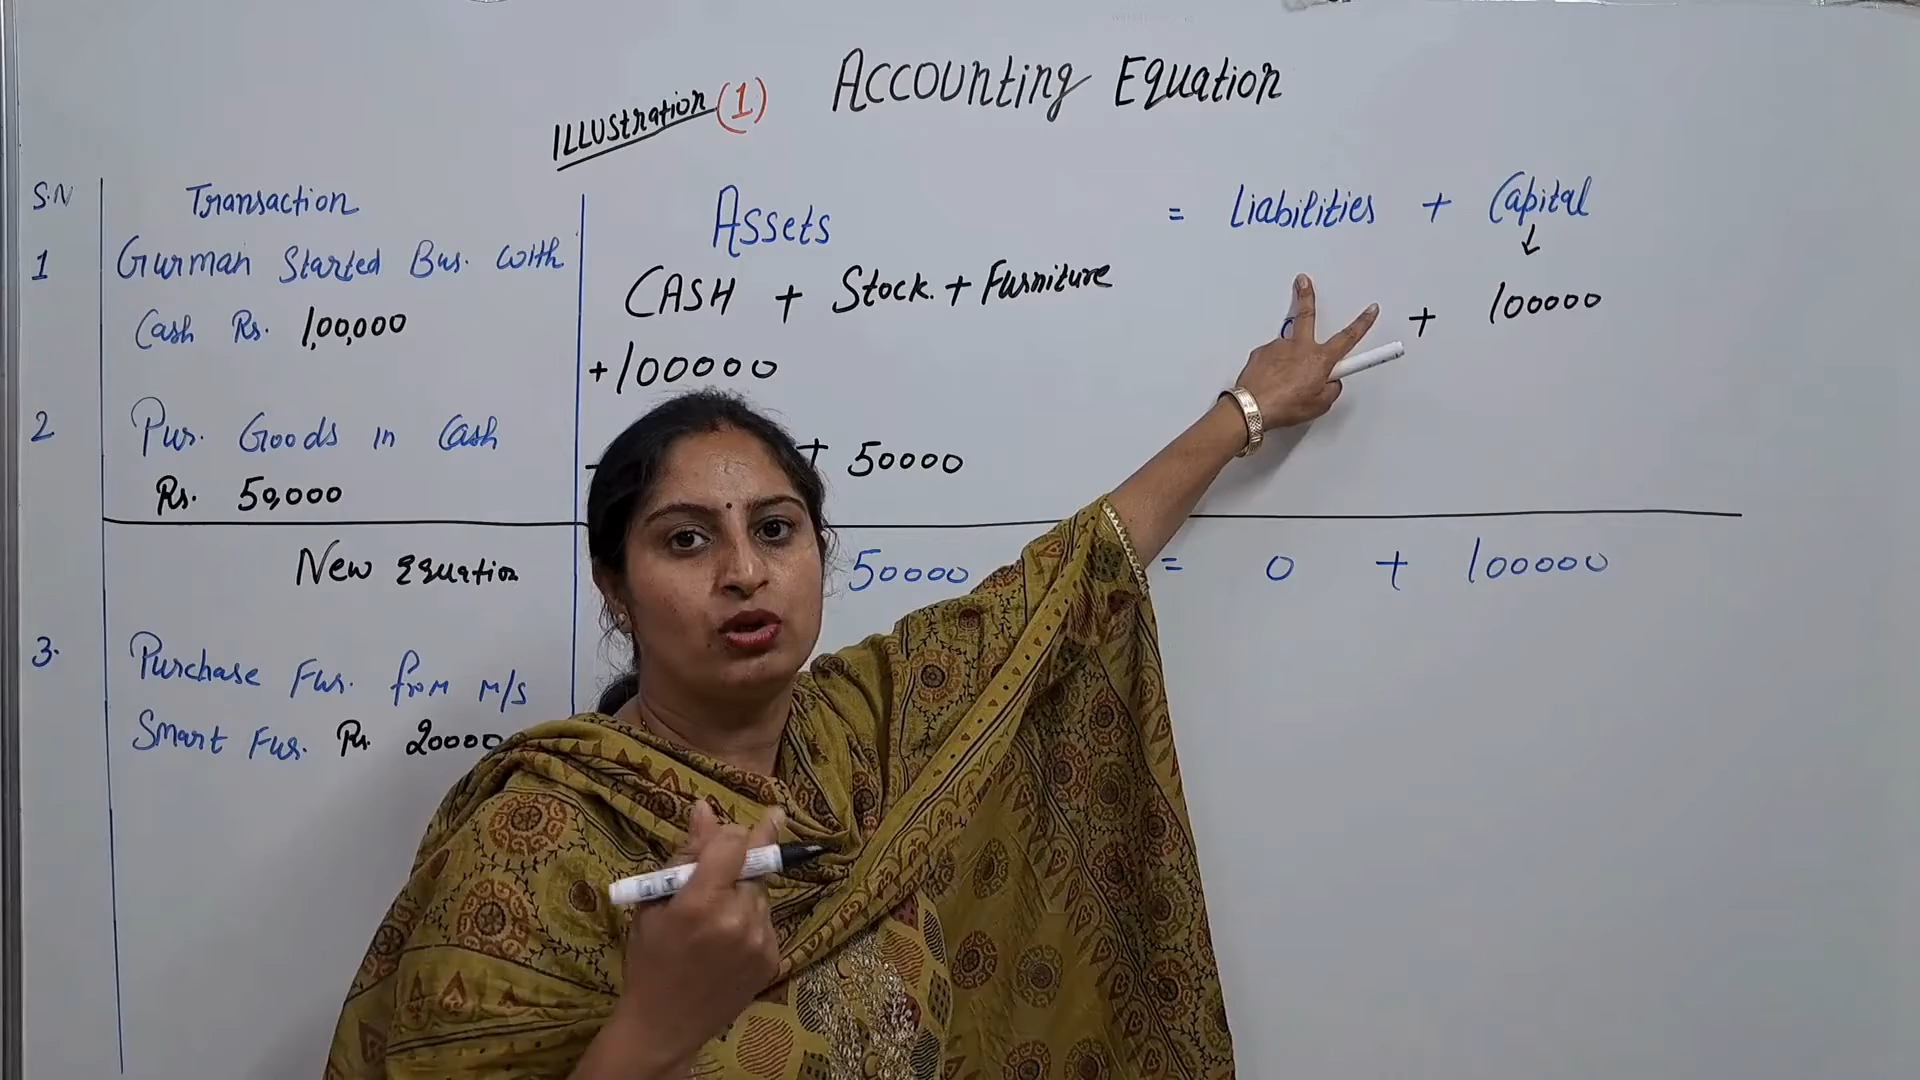 ACCOUNTING EQUATION
ILLUSTRATION (1)
S.N Transaction Assets = Liabilities + Capital
1 Gurman Started Bus. with CASH + Stock. + Furniture
Cash Rs. 1,00,000 + 100000
+100000
2 Pur. Goods in Cash + 50000
Rs. 50,000
New Equation 50000 = 0 + 100000
3. Purchase Fur. from M/S
Smart Fur. Rs. 20000